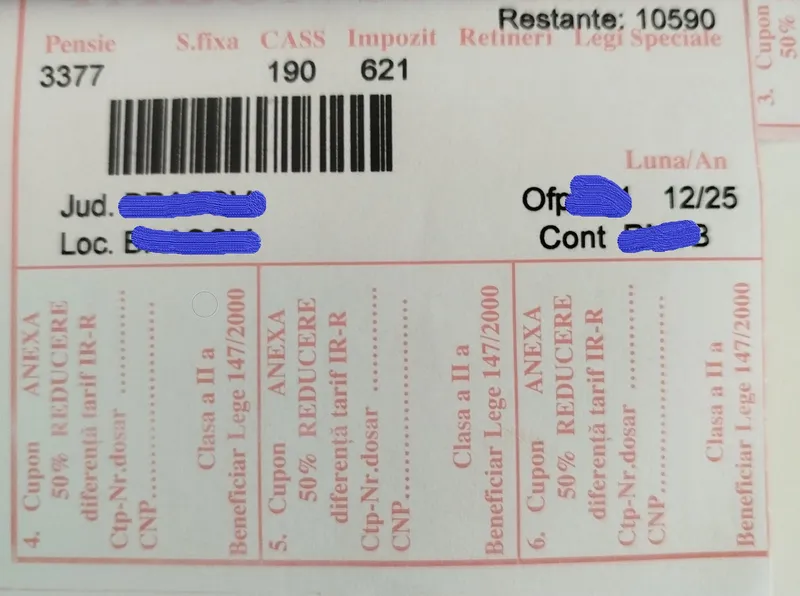 Restante: 10590
Pensie S.fixa CASS Impozit Retineri Legi Speciale
3377 190 621
Luna/An
Jud.
Ofp 12/25
Loc.
Cont
3. Cupon
50%
4. Cupon ANEXA
50% REDUCERE
diferență tarif IR-R
Ctp-Nr.dosar ..............
CNP..........................
Clasa a II a
Beneficiar Lege 147/2000
5. Cupon ANEXA
50% REDUCERE
diferență tarif IR-R
Ctp-Nr.dosar ..............
CNP..........................
Clasa a II a
Beneficiar Lege 147/2000
6. Cupon ANEXA
50% REDUCERE
diferență tarif IR-R
Ctp-Nr.dosar ..............
CNP..........................
Clasa a II a
Beneficiar Lege 147/2000